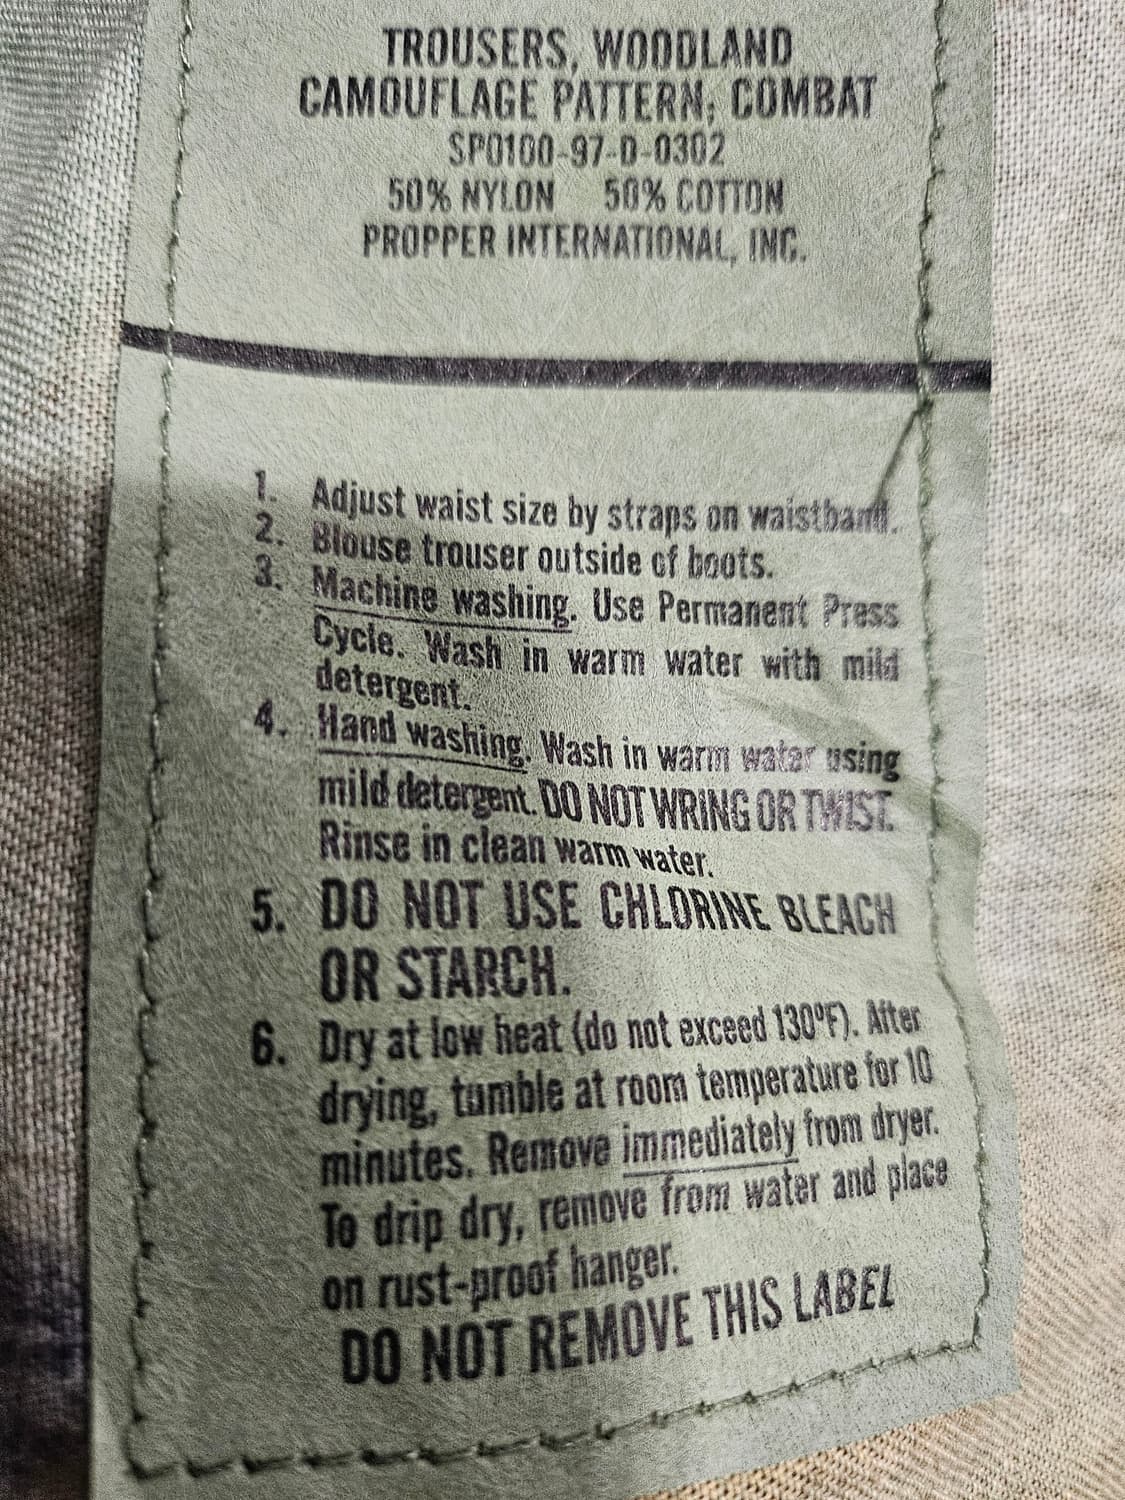 TROUSERS, WOODLAND
CAMOUFLAGE PATTERN; COMBAT
SPO100-97-D-0302
50% NYLON 50% COTTON
PROPPER INTERNATIONAL, INC.
1. Adjust waist size by straps on waistband.
2. Blouse trouser outside of boots.
3. Machine washing. Use Permanent Press
Cycle. Wash in warm water with mild
detergent.
4. Hand washing. Wash in warm water using
mild detergent. DO NOT WRING OR TWIST.
Rinse in clean warm water.
5. DO NOT USE CHLORINE BLEACH
OR STARCH.
6. Dry at low heat (do not exceed 130ºF). After
drying, tumble at room temperature for 10
minutes. Remove immediately from dryer.
To drip dry, remove from water and place
on rust-proof hanger.
DO NOT REMOVE THIS LABEL